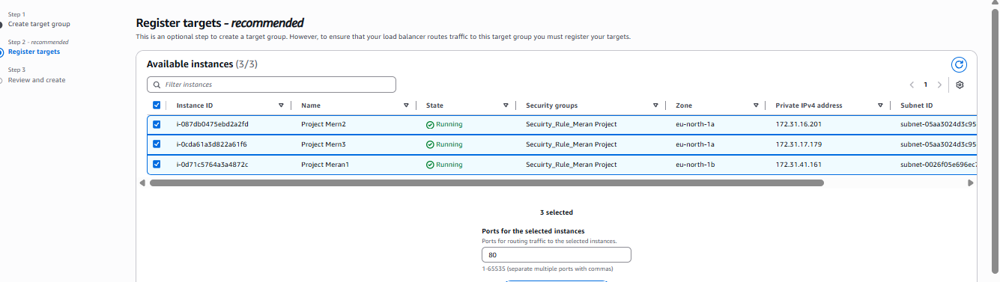 Step 1
Create target group
Step 2 - recommended
Register targets
Step 3
Review and create
Register targets - recommended
This is an optional step to create a target group. However, to ensure that your load balancer routes traffic to this target group you must register your targets.
Available instances (3/3)
Filter instances
1
Instance ID Name State Security groups Zone Private IPv4 address Subnet ID
i-087db0475ebd2a2fd Project Mern2 Running Secuirty_Rule_Meran Project eu-north-1a 172.31.16.201 subnet-05aa3024d3c95
i-0cda61a3d822a61f6 Project Mern3 Running Secuirty_Rule_Meran Project eu-north-1a 172.31.17.179 subnet-05aa3024d3c95
i-0d71c5764a3a4872c Project Meran1 Running Secuirty_Rule_Meran Project eu-north-1b 172.31.41.161 subnet-0026f05e696ec7
3 selected
Ports for the selected instances
Ports for routing traffic to the selected instances.
80
1-65535 (separate multiple ports with commas)